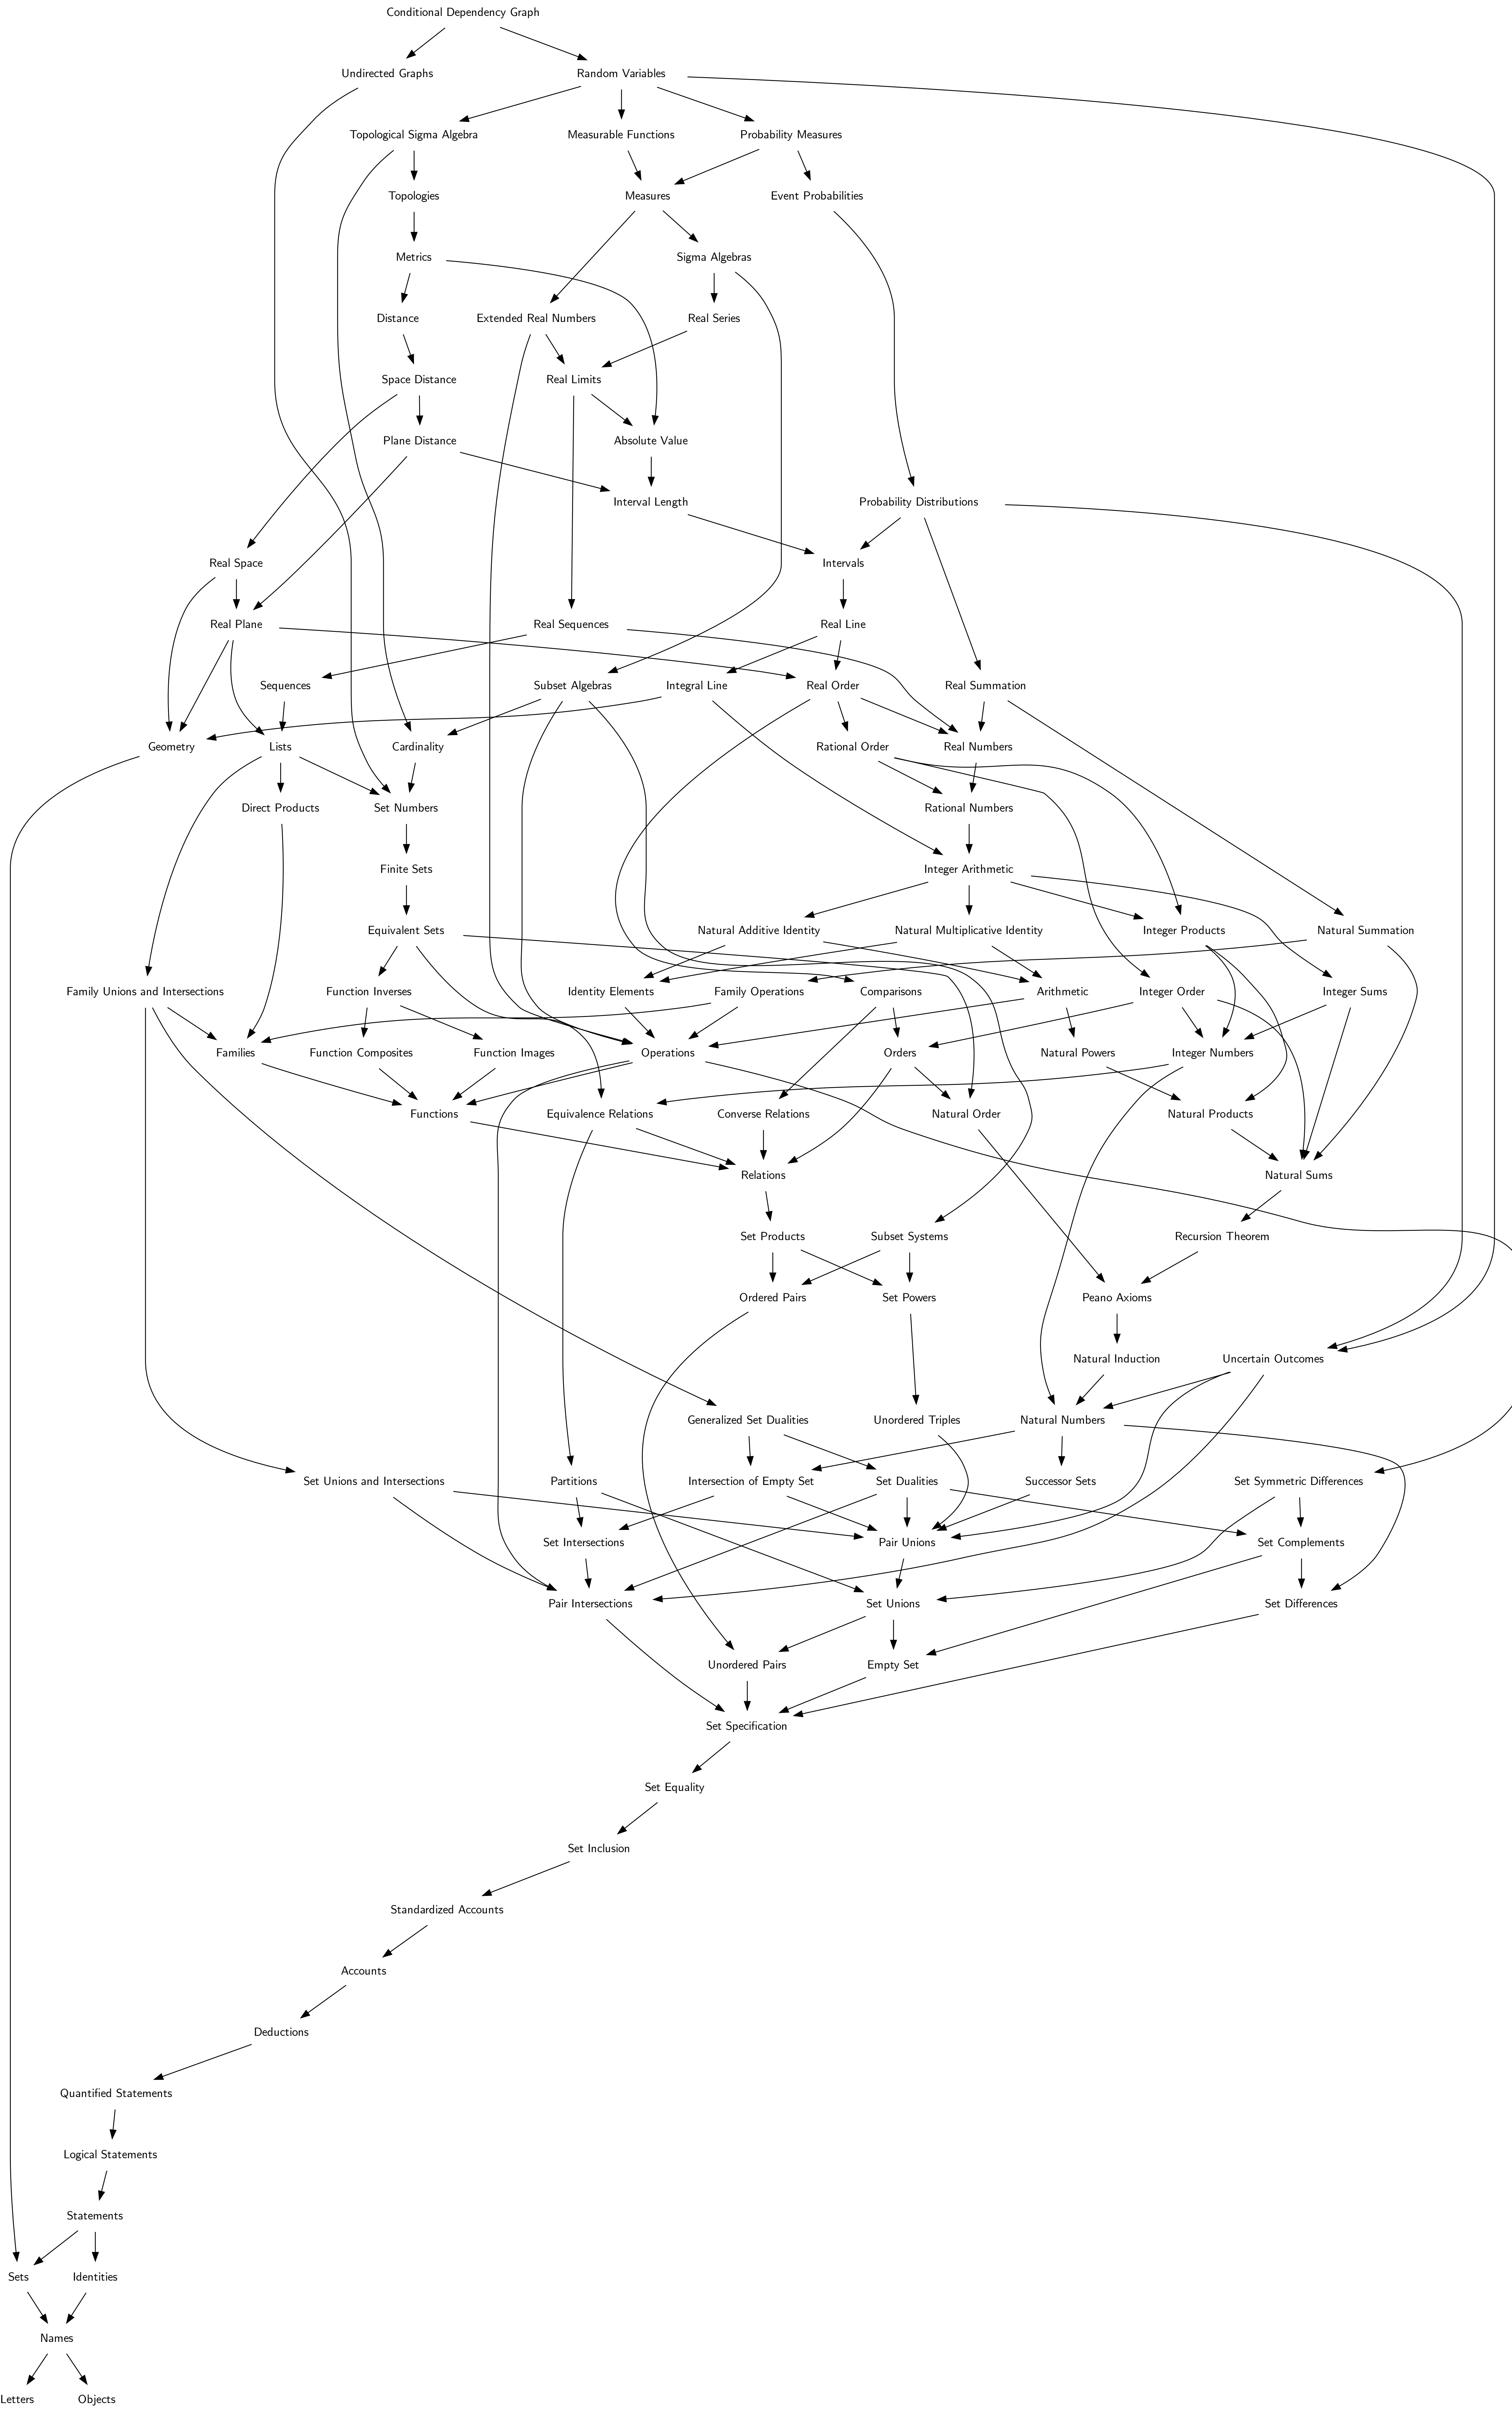 Conditional Dependency Graph
Undirected Graphs
Random Variables
Topological Sigma Algebra
Measurable Functions
Probability Measures
Topologies
Measures
Event Probabilities
Metrics
Sigma Algebras
Distance
Extended Real Numbers
Real Series
Space Distance
Real Limits
Plane Distance
Absolute Value
Interval Length
Probability Distributions
Real Space
Intervals
Real Plane
Real Sequences
Real Line
Sequences
Subset Algebras
Integral Line
Real Order
Real Summation
Geometry
Lists
Cardinality
Rational Order
Real Numbers
Direct Products
Set Numbers
Rational Numbers
Finite Sets
Integer Arithmetic
Equivalent Sets
Natural Additive Identity
Natural Multiplicative Identity
Integer Products
Natural Summation
Family Unions and Intersections
Function Inverses
Identity Elements
Family Operations
Comparisons
Arithmetic
Integer Order
Integer Sums
Families
Function Composites
Function Images
Operations
Orders
Natural Powers
Integer Numbers
Functions
Equivalence Relations
Converse Relations
Natural Order
Natural Products
Relations
Natural Sums
Set Products
Subset Systems
Recursion Theorem
Ordered Pairs
Set Powers
Peano Axioms
Natural Induction
Uncertain Outcomes
Generalized Set Dualities
Unordered Triples
Natural Numbers
Set Unions and Intersections
Partitions
Intersection of Empty Set
Set Dualities
Successor Sets
Set Symmetric Differences
Set Intersections
Pair Unions
Set Complements
Pair Intersections
Set Unions
Set Differences
Unordered Pairs
Empty Set
Set Specification
Set Equality
Set Inclusion
Standardized Accounts
Accounts
Deductions
Quantified Statements
Logical Statements
Statements
Sets
Identities
Names
Letters
Objects